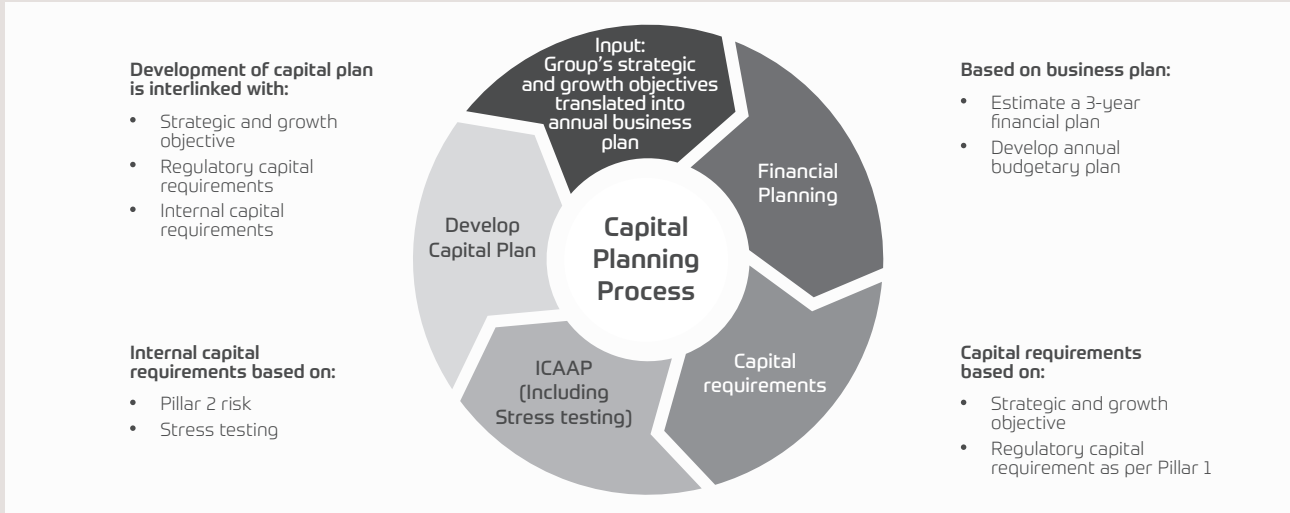 Development of capital plan
is interlinked with:
• Strategic and growth
objective
• Regulatory capital
requirements
• Internal capital
requirements
Internal capital
requirements based on:
• Pillar 2 risk
• Stress testing
Input:
Group's strategic
and growth objectives
translated into
annual business
plan
Financial
Planning
Capital
requirements
ICAAP
(Including
Stress testing)
Develop
Capital Plan
Capital
Planning
Process
Based on business plan:
• Estimate a 3-year
financial plan
• Develop annual
budgetary plan
Capital requirements
based on:
• Strategic and growth
objective
• Regulatory capital
requirement as per Pillar 1